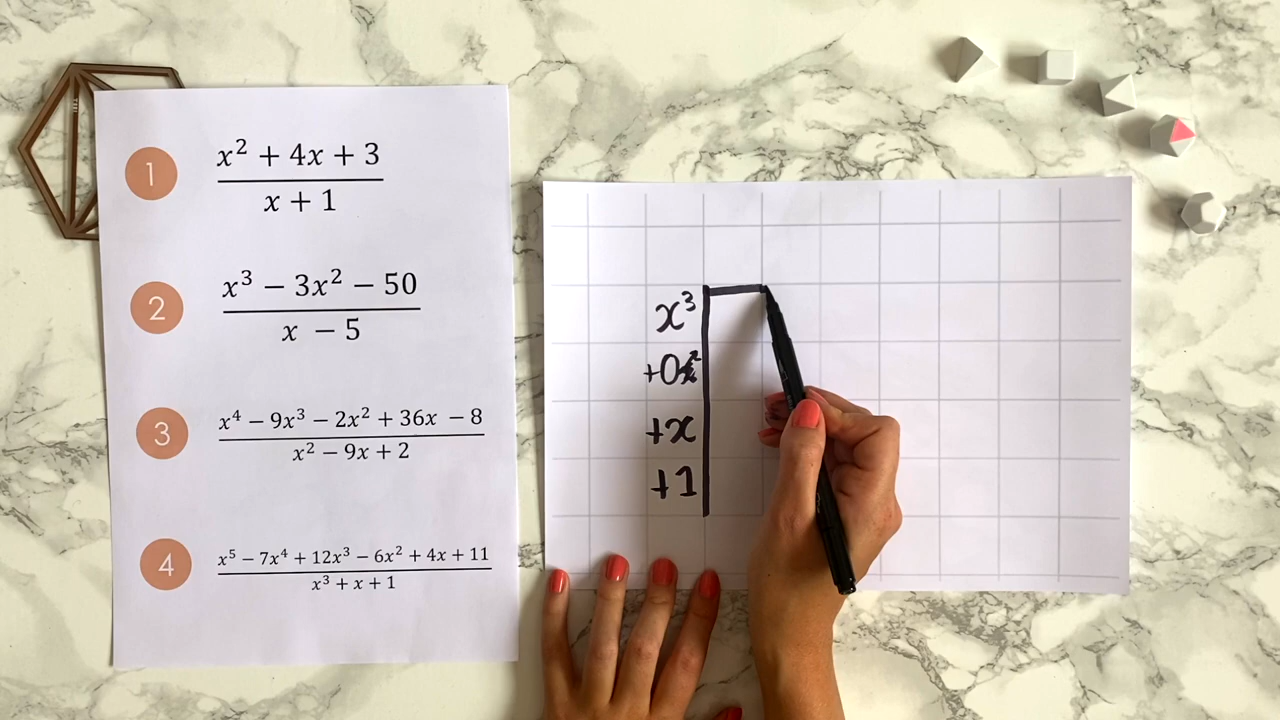 1
x² + 4x + 3
x + 1
2
x³ − 3x² − 50
x − 5
3
x⁴ − 9x³ − 2x² + 36x − 8
x² − 9x + 2
4
x⁵ − 7x⁴ + 12x³ − 6x² + 4x + 11
x³ + x + 1
x³
+0x²
+x
+1